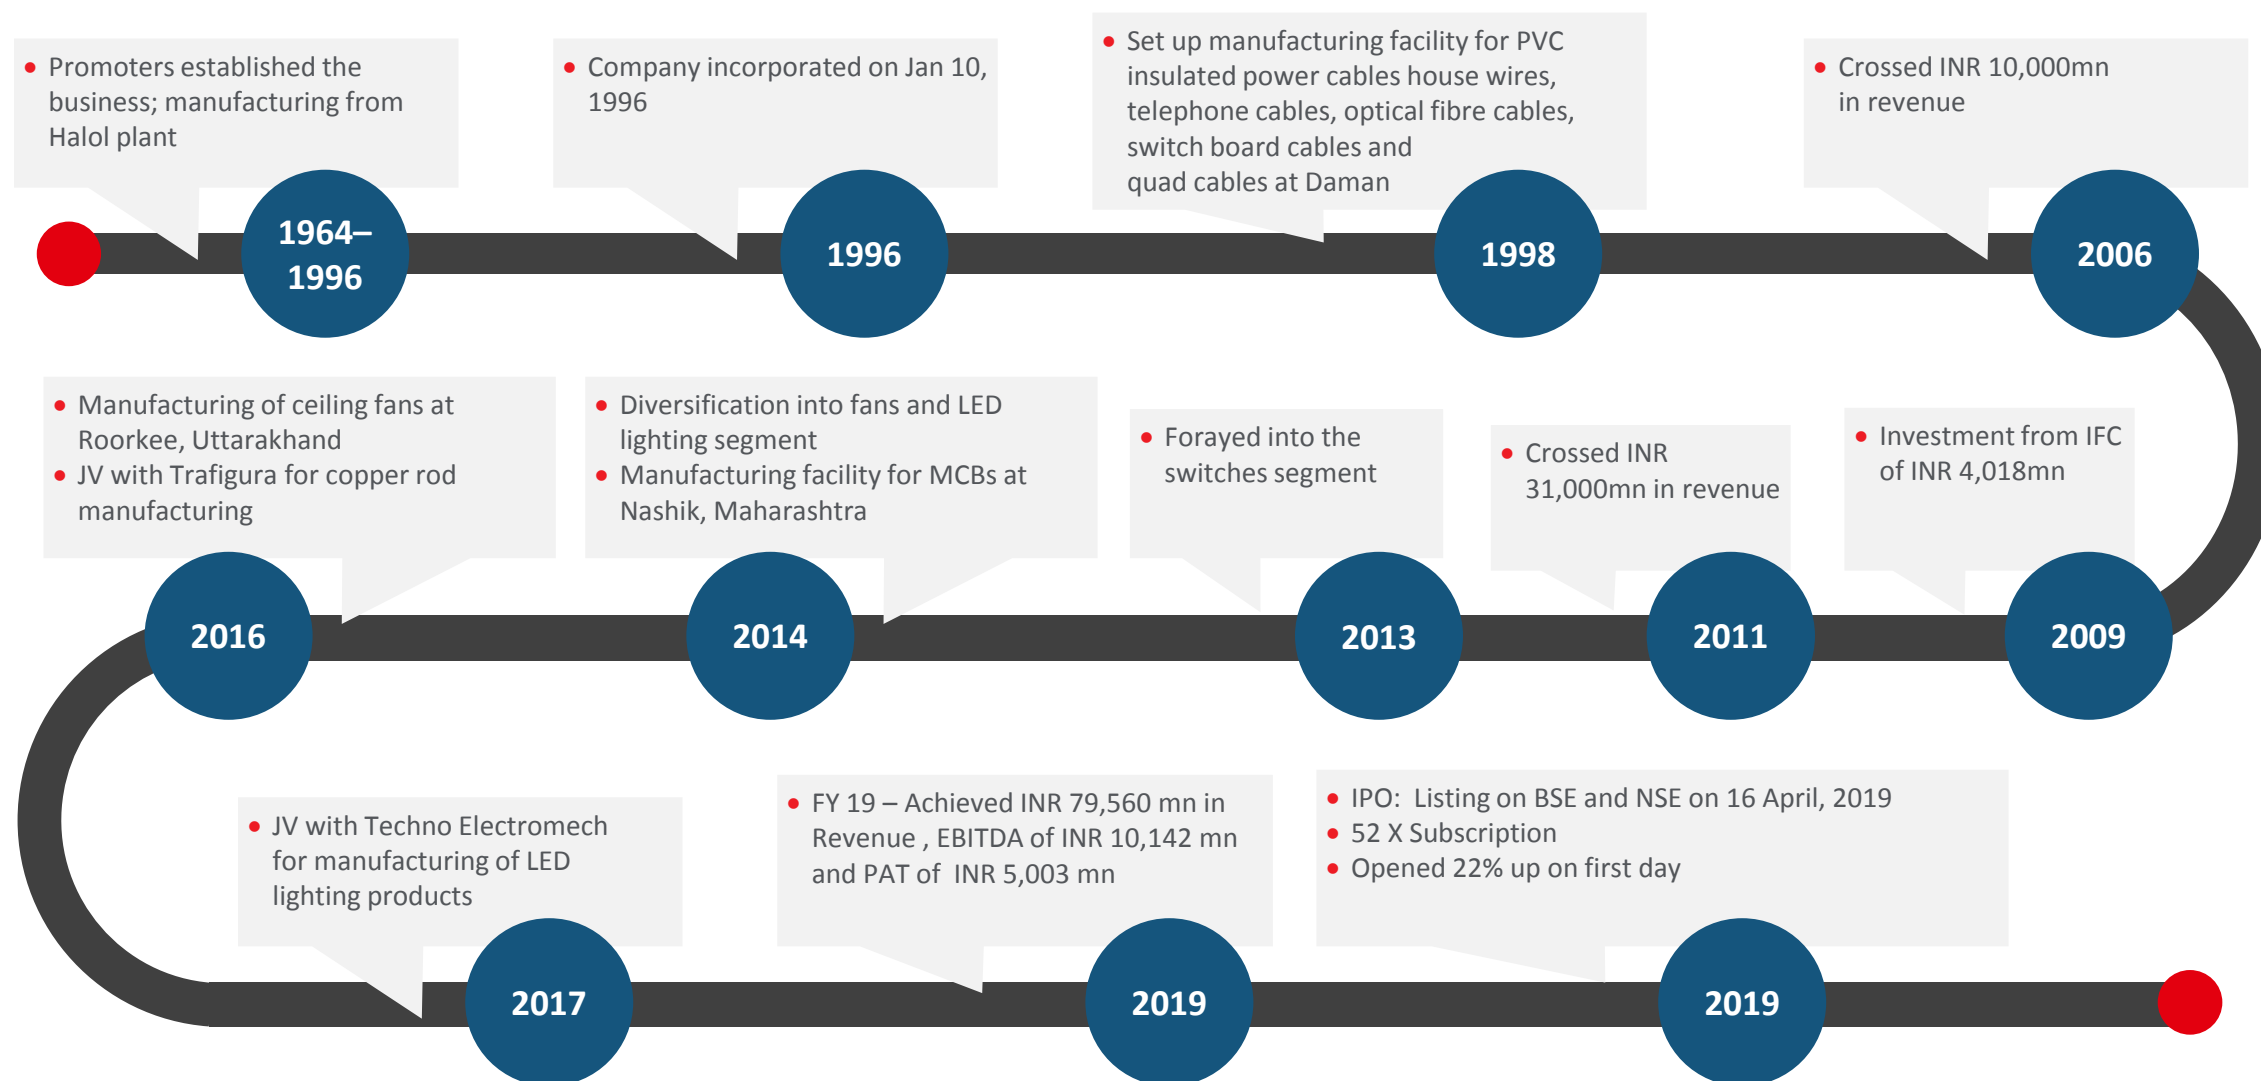 • Promoters established the
business; manufacturing from
Halol plant
1964–
1996
• Company incorporated on Jan 10,
1996
1996
• Set up manufacturing facility for PVC
insulated power cables house wires,
telephone cables, optical fibre cables,
switch board cables and
quad cables at Daman
1998
• Crossed INR 10,000mn
in revenue
2006
• Investment from IFC
of INR 4,018mn
2009
• Crossed INR
31,000mn in revenue
2011
• Forayed into the
switches segment
2013
• Diversification into fans and LED
lighting segment
• Manufacturing facility for MCBs at
Nashik, Maharashtra
2014
• Manufacturing of ceiling fans at
Roorkee, Uttarakhand
• JV with Trafigura for copper rod
manufacturing
2016
• JV with Techno Electromech
for manufacturing of LED
lighting products
2017
• FY 19 – Achieved INR 79,560 mn in
Revenue , EBITDA of INR 10,142 mn
and PAT of  INR 5,003 mn
2019
• IPO:  Listing on BSE and NSE on 16 April, 2019
• 52 X Subscription
• Opened 22% up on first day
2019